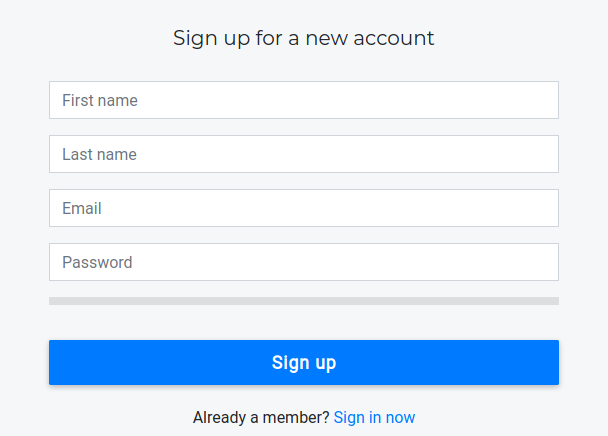 Sign up for a new account
First name
Last name
Email
Password
Sign up
Already a member? Sign in now